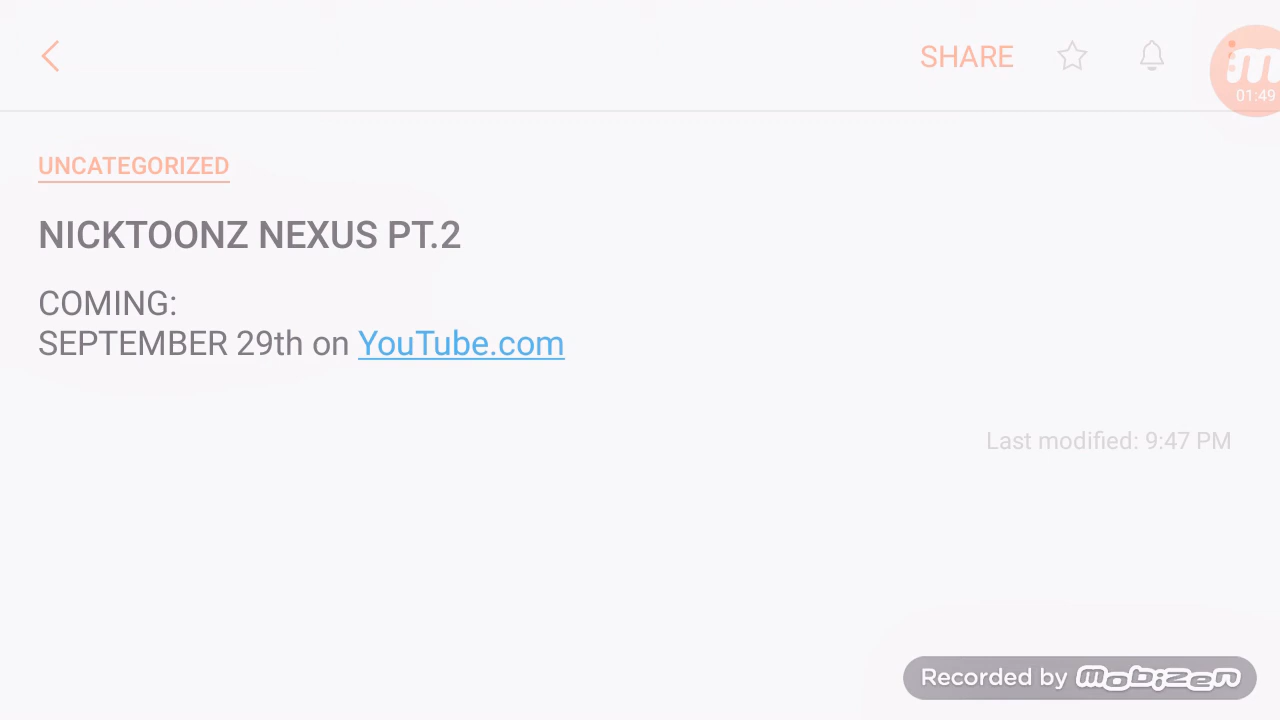 SHARE
m
01:49
UNCATEGORIZED
NICKTOONZ NEXUS PT.2
COMING:
SEPTEMBER 29th on YouTube.com
Last modified: 9:47 PM
Recorded by mobizen